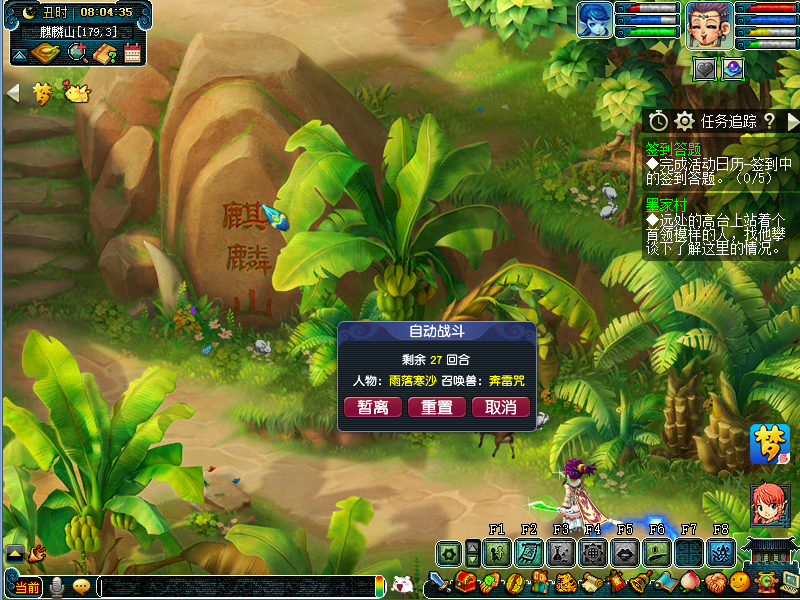 丑时 08:04:35
麒麟山[179,3]
梦
任务追踪 ?
签到答题
◆完成活动日历-签到中
的签到答题。(0/5)
墨家村
◆远处的高台上站着个
首领模样的人，找他攀
谈下了解这里的情况。
麒
麟
山
自动战斗
剩余 27 回合
人物：雨落寒沙 召唤兽：奔雷咒
暂离 重置 取消
梦
F1 F2 F3 F4 F5 F6 F7 F8
当前